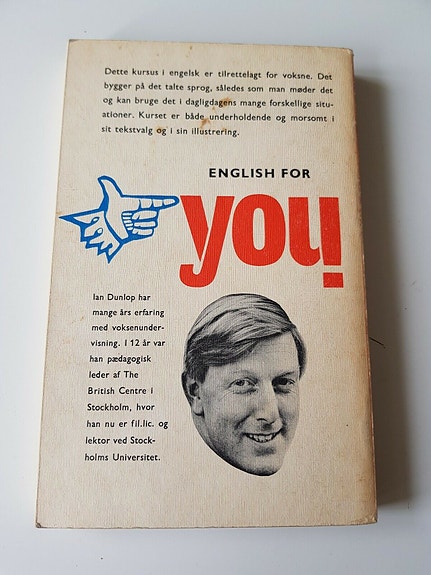 Dette kursus i engelsk er tilrettelagt for voksne. Det
bygger på det talte sprog, således som man møder det
og kan bruge det i dagligdagens mange forskellige situ-
ationer. Kurset er både underholdende og morsomt i
sit tekstvalg og i sin illustrering.
ENGLISH FOR
you!
Ian Dunlop har
mange års erfaring
med voksenunder-
visning. I 12 år var
han pædagogisk
leder af The
British Centre i
Stockholm, hvor
han nu er fil.lic. og
lektor ved Stock-
holms Universitet.